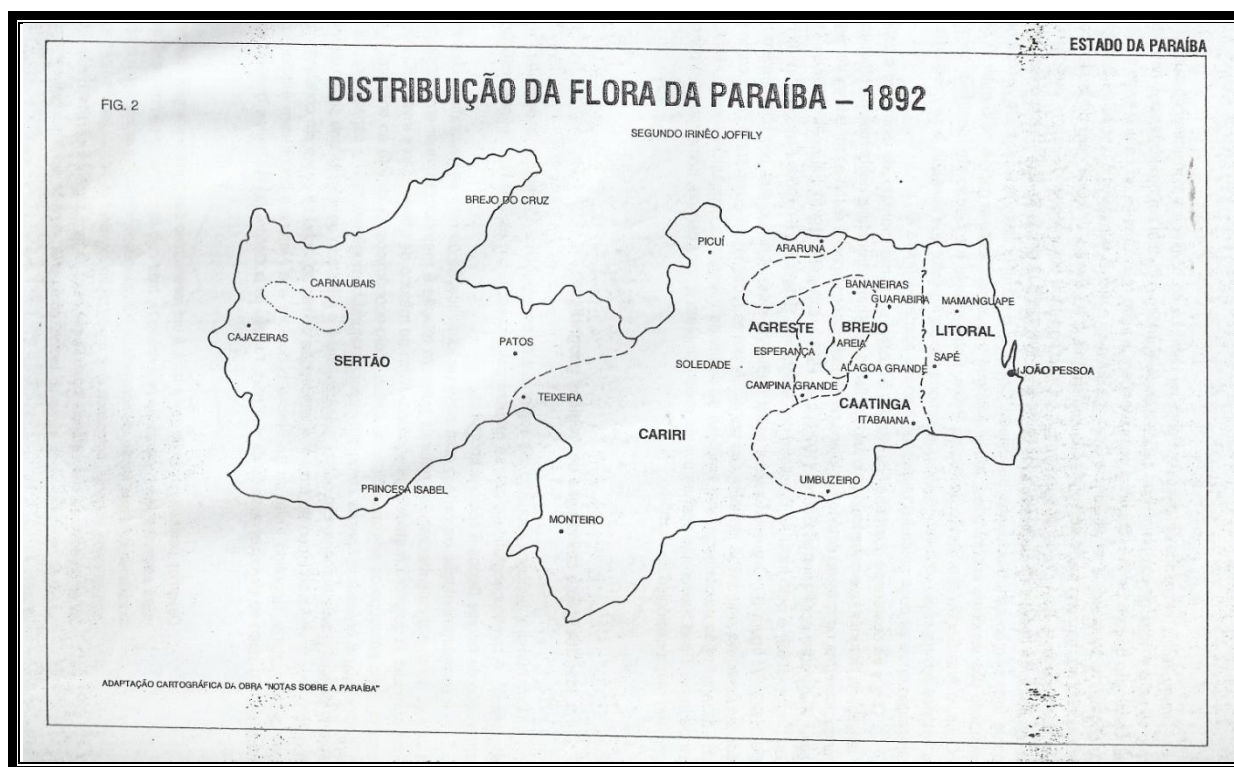 ESTADO DA PARAÍBA
FIG. 2
DISTRIBUIÇÃO DA FLORA DA PARAÍBA – 1892
SEGUNDO IRINÊO JOFFILY
BREJO DO CRUZ
PICUÍ
ARARUNA
CARNAUBAIS
BANANEIRAS
GUARABIRA
MAMANGUAPE
?
CAJAZEIRAS
SERTÃO
PATOS
AGRESTE
BREJO
LITORAL
ESPERANÇA
AREIA
SAPÉ
SOLEDADE
ALAGOA GRANDE
JOÃO PESSOA
TEIXEIRA
CAMPINA GRANDE
?
CAATINGA
ITABAIANA
CARIRI
PRINCESA ISABEL
UMBUZEIRO
MONTEIRO
ADAPTAÇÃO CARTOGRÁFICA DA OBRA "NOTAS SOBRE A PARAÍBA"